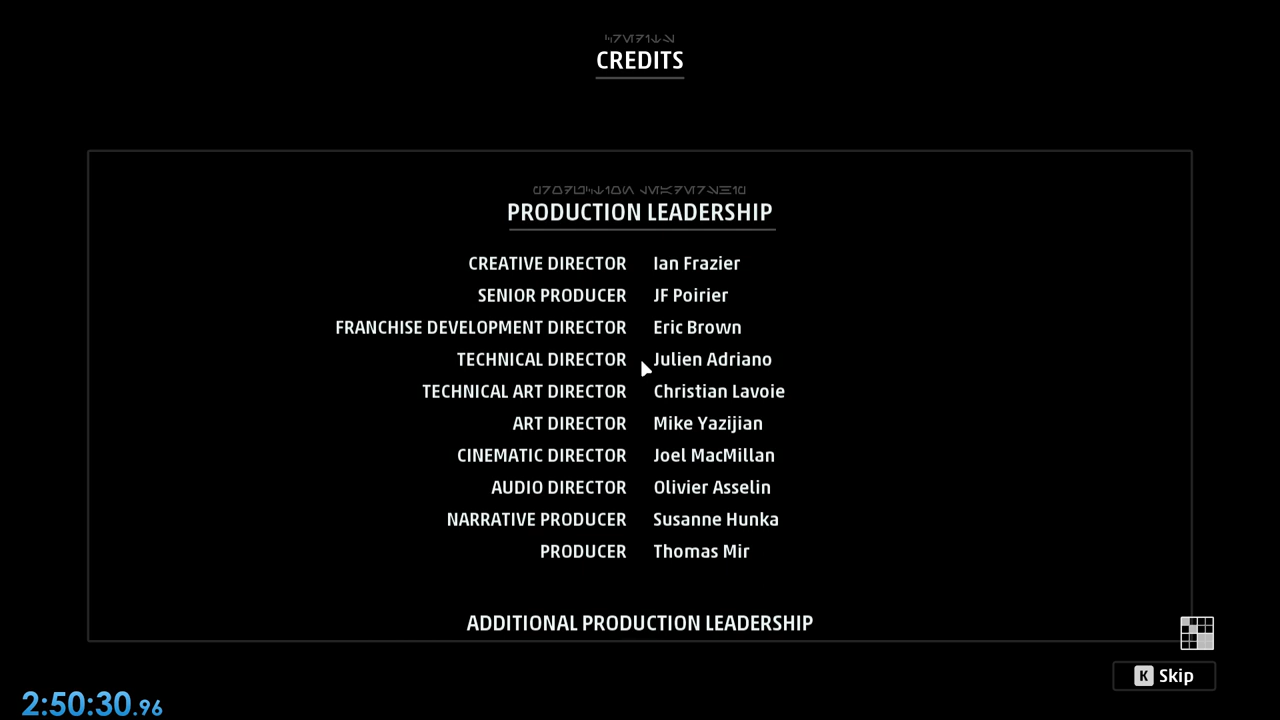 CREDITS
PRODUCTION LEADERSHIP
CREATIVE DIRECTOR Ian Frazier
SENIOR PRODUCER JF Poirier
FRANCHISE DEVELOPMENT DIRECTOR Eric Brown
TECHNICAL DIRECTOR Julien Adriano
TECHNICAL ART DIRECTOR Christian Lavoie
ART DIRECTOR Mike Yazijian
CINEMATIC DIRECTOR Joel MacMillan
AUDIO DIRECTOR Olivier Asselin
NARRATIVE PRODUCER Susanne Hunka
PRODUCER Thomas Mir
ADDITIONAL PRODUCTION LEADERSHIP
K Skip
2:50:30.96